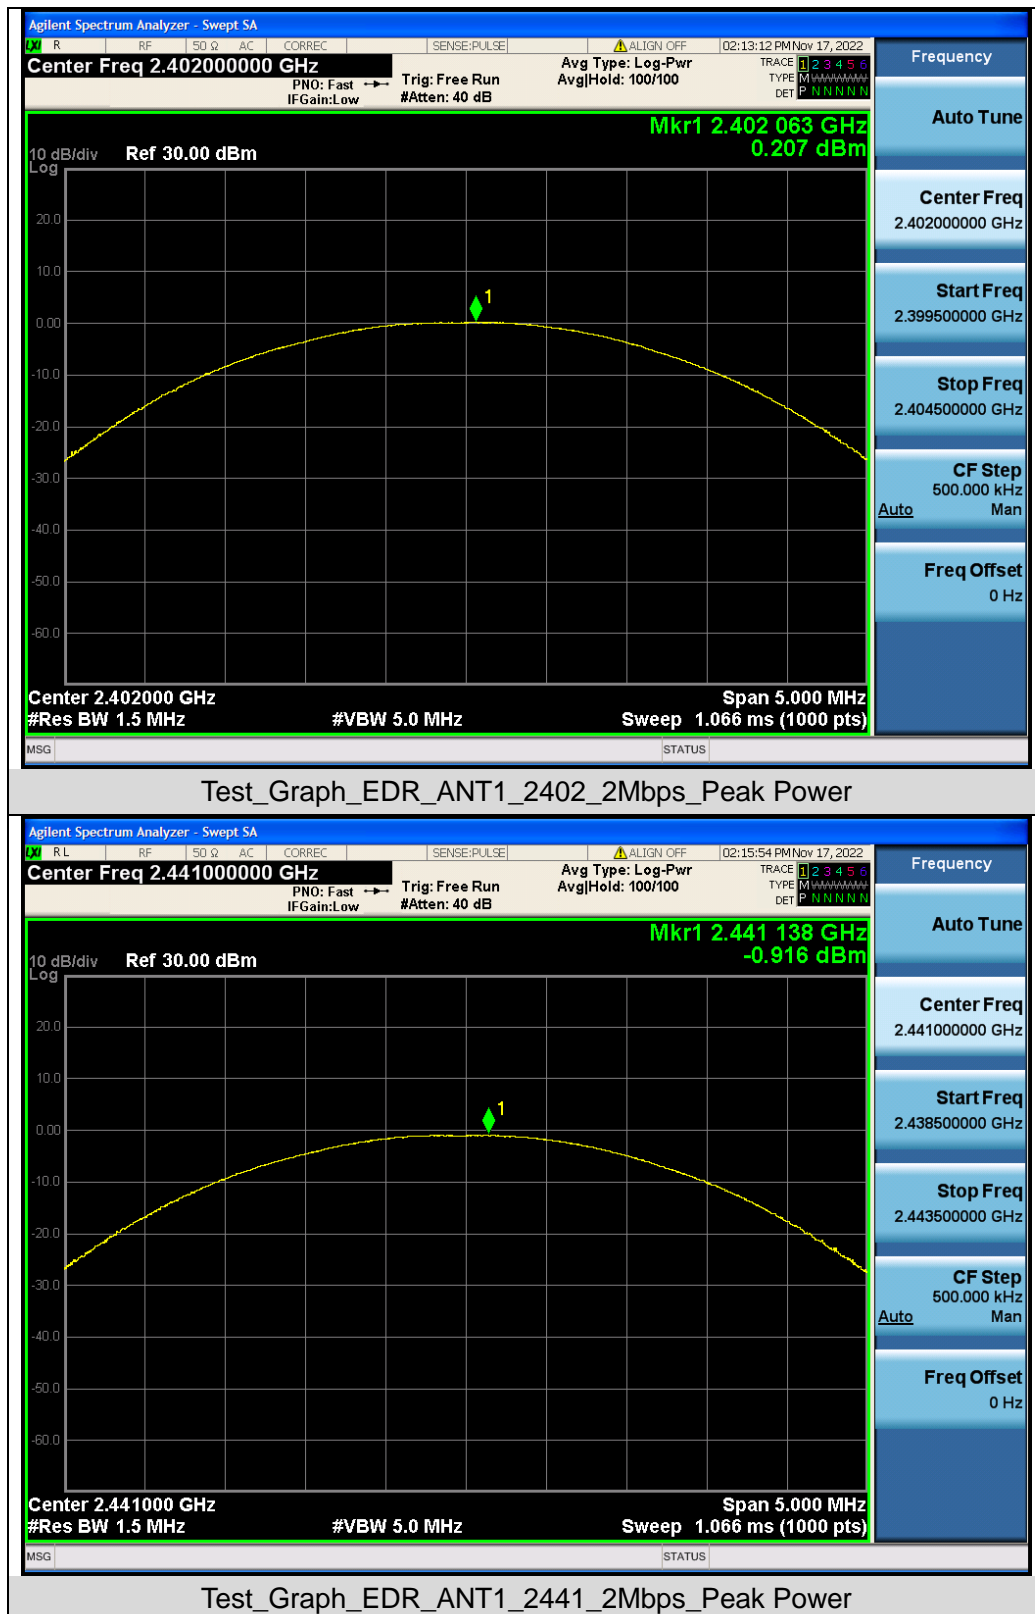 Agilent Spectrum Analyzer - Swept SA
LXI R RF 50 Ω AC CORREC SENSE:PULSE ALIGN OFF 02:13:12 PM Nov 17, 2022
Center Freq 2.402000000 GHz
PNO: Fast
IFGain:Low
Trig: Free Run
#Atten: 40 dB
Avg Type: Log-Pwr
Avg|Hold: 100/100
TRACE 1 2 3 4 5 6
TYPE M
DET P N N N N N
Frequency
Auto Tune
Mkr1 2.402 063 GHz
0.207 dBm
10 dB/div Ref 30.00 dBm
Log
20.0
10.0
0.00
-10.0
-20.0
-30.0
-40.0
-50.0
-60.0
1
Center Freq
2.402000000 GHz
Start Freq
2.399500000 GHz
Stop Freq
2.404500000 GHz
CF Step
500.000 kHz
Auto Man
Freq Offset
0 Hz
Center 2.402000 GHz Span 5.000 MHz
#Res BW 1.5 MHz #VBW 5.0 MHz Sweep 1.066 ms (1000 pts)
MSG STATUS
Test_Graph_EDR_ANT1_2402_2Mbps_Peak Power
Agilent Spectrum Analyzer - Swept SA
LXI R L RF 50 Ω AC CORREC SENSE:PULSE ALIGN OFF 02:15:54 PM Nov 17, 2022
Center Freq 2.441000000 GHz
PNO: Fast
IFGain:Low
Trig: Free Run
#Atten: 40 dB
Avg Type: Log-Pwr
Avg|Hold: 100/100
TRACE 1 2 3 4 5 6
TYPE M
DET P N N N N N
Frequency
Auto Tune
Mkr1 2.441 138 GHz
-0.916 dBm
10 dB/div Ref 30.00 dBm
Log
20.0
10.0
0.00
-10.0
-20.0
-30.0
-40.0
-50.0
-60.0
1
Center Freq
2.441000000 GHz
Start Freq
2.438500000 GHz
Stop Freq
2.443500000 GHz
CF Step
500.000 kHz
Auto Man
Freq Offset
0 Hz
Center 2.441000 GHz Span 5.000 MHz
#Res BW 1.5 MHz #VBW 5.0 MHz Sweep 1.066 ms (1000 pts)
MSG STATUS
Test_Graph_EDR_ANT1_2441_2Mbps_Peak Power